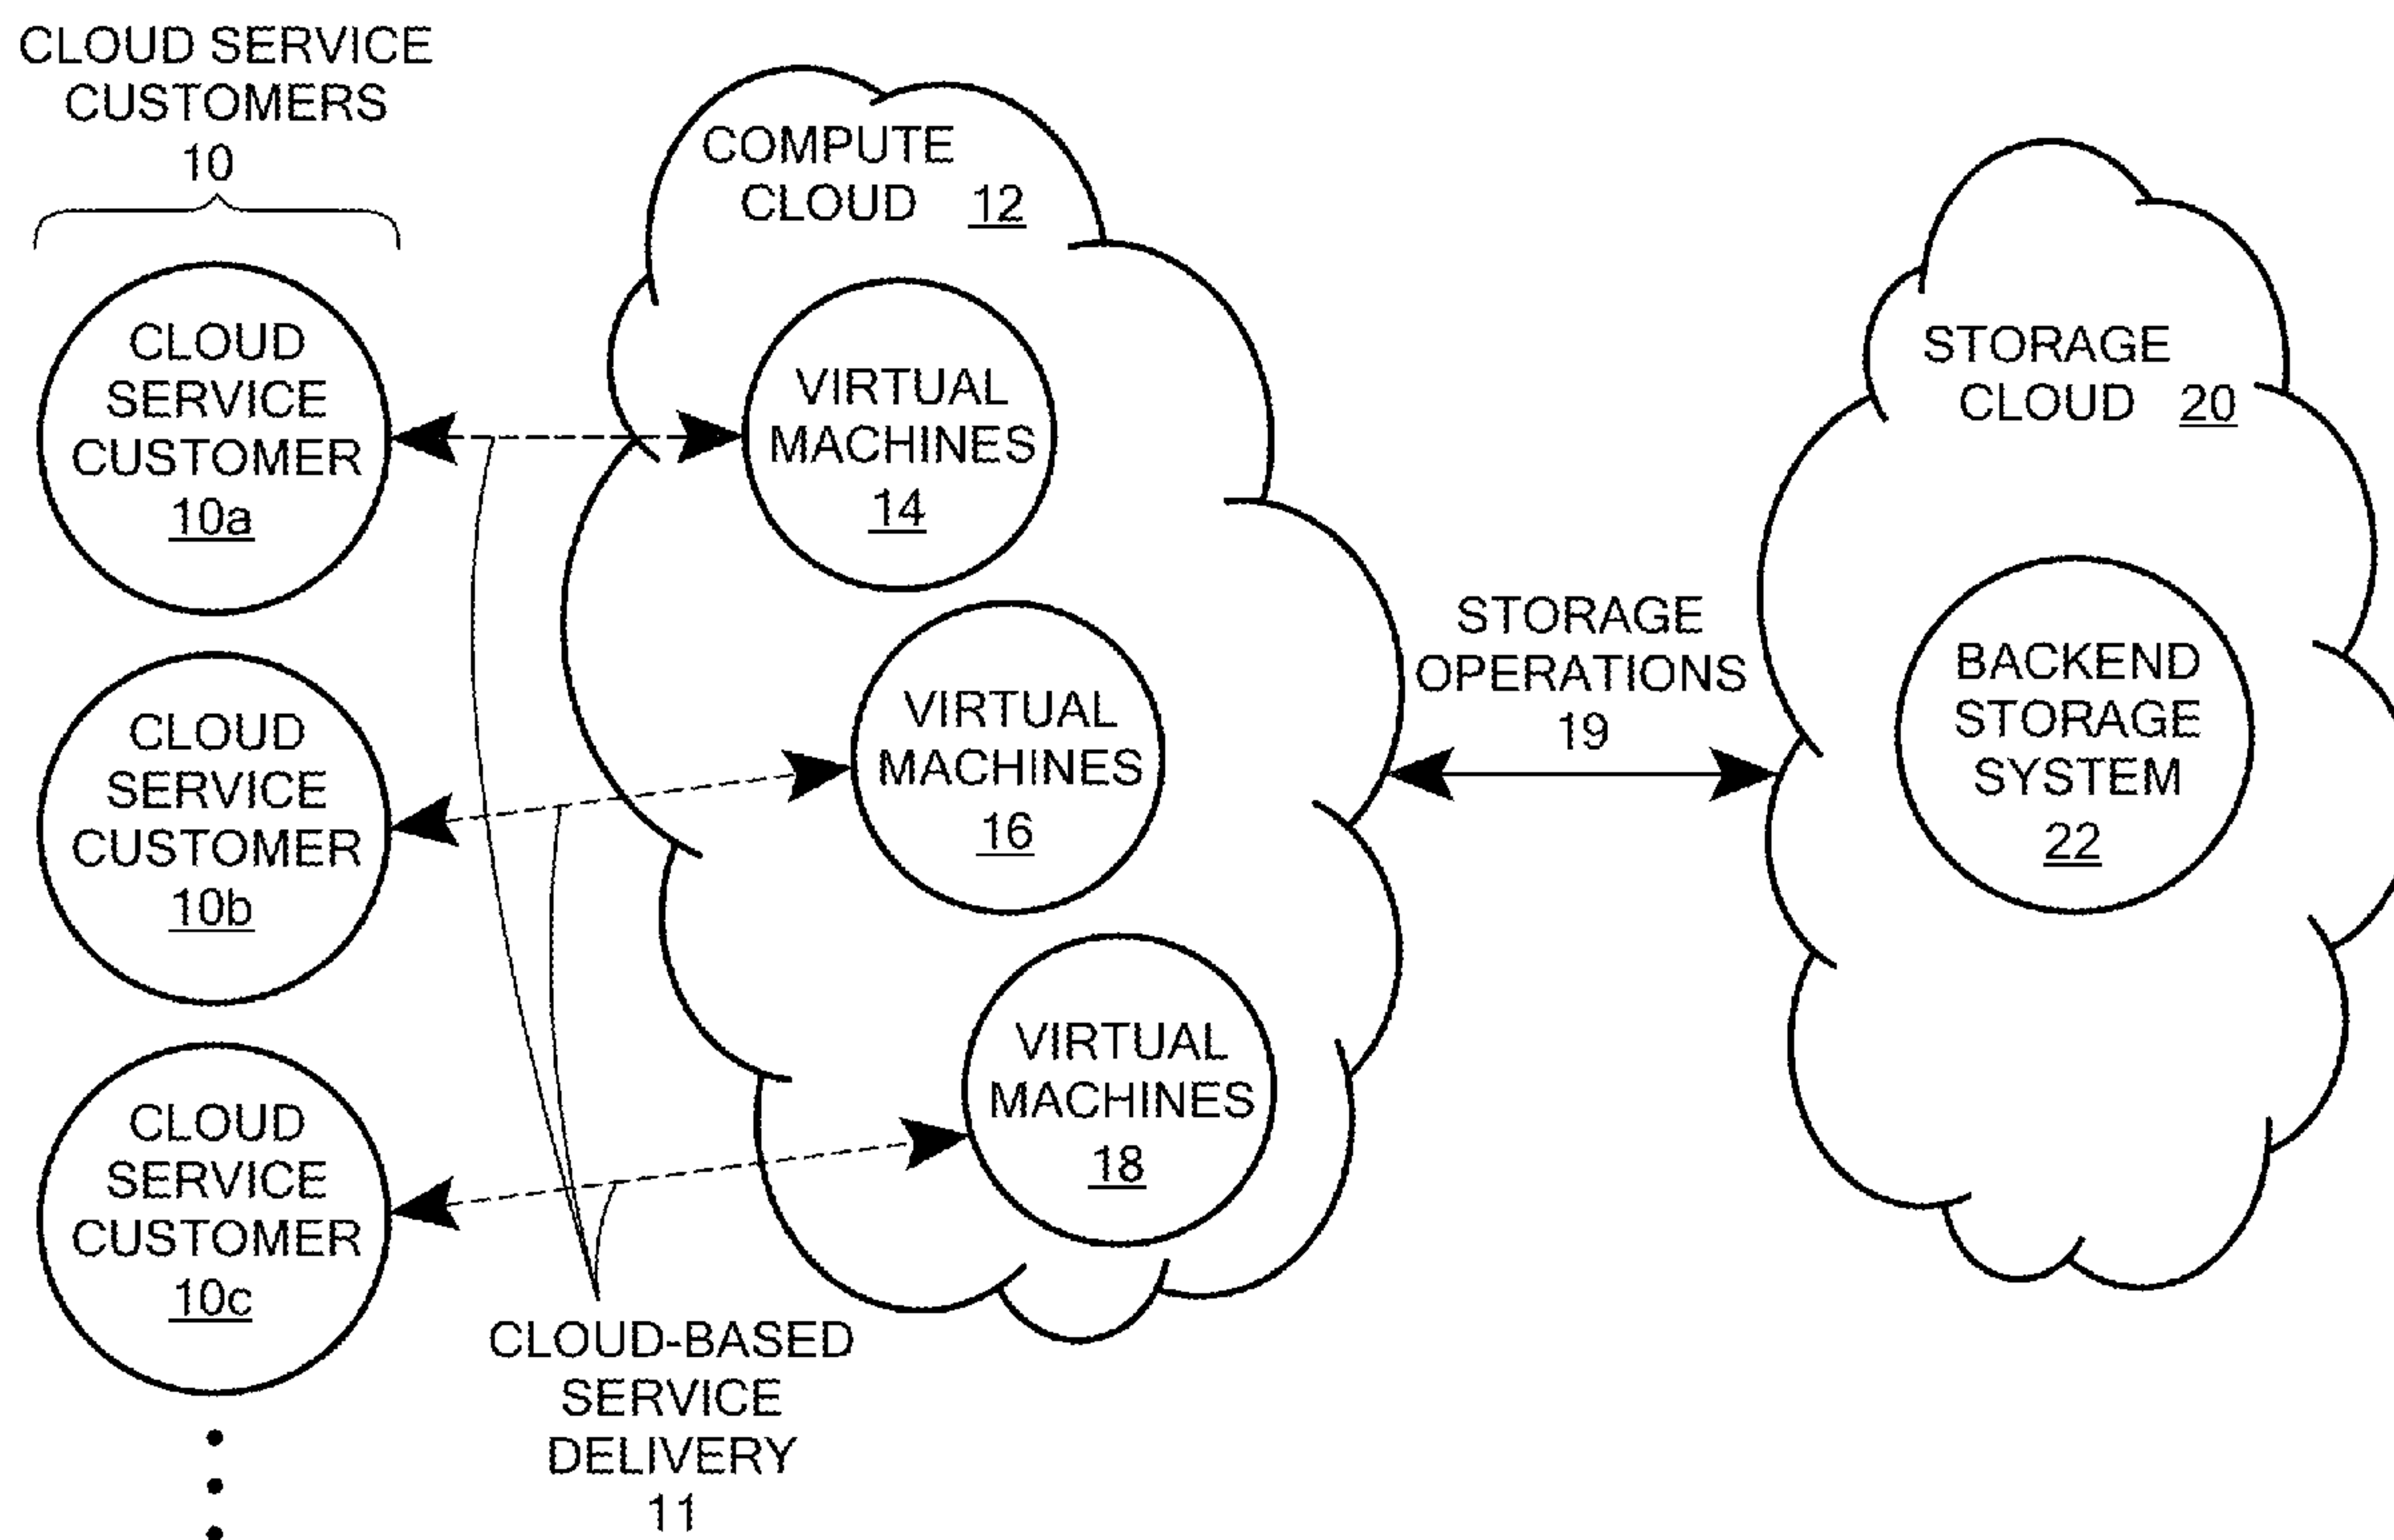 CLOUD SERVICE
CUSTOMERS
10
CLOUD
SERVICE
CUSTOMER
10a
CLOUD
SERVICE
CUSTOMER
10b
CLOUD
SERVICE
CUSTOMER
10c
CLOUD-BASED
SERVICE
DELIVERY
11
COMPUTE
CLOUD 12
VIRTUAL
MACHINES
14
VIRTUAL
MACHINES
16
VIRTUAL
MACHINES
18
STORAGE
OPERATIONS
19
STORAGE
CLOUD 20
BACKEND
STORAGE
SYSTEM
22